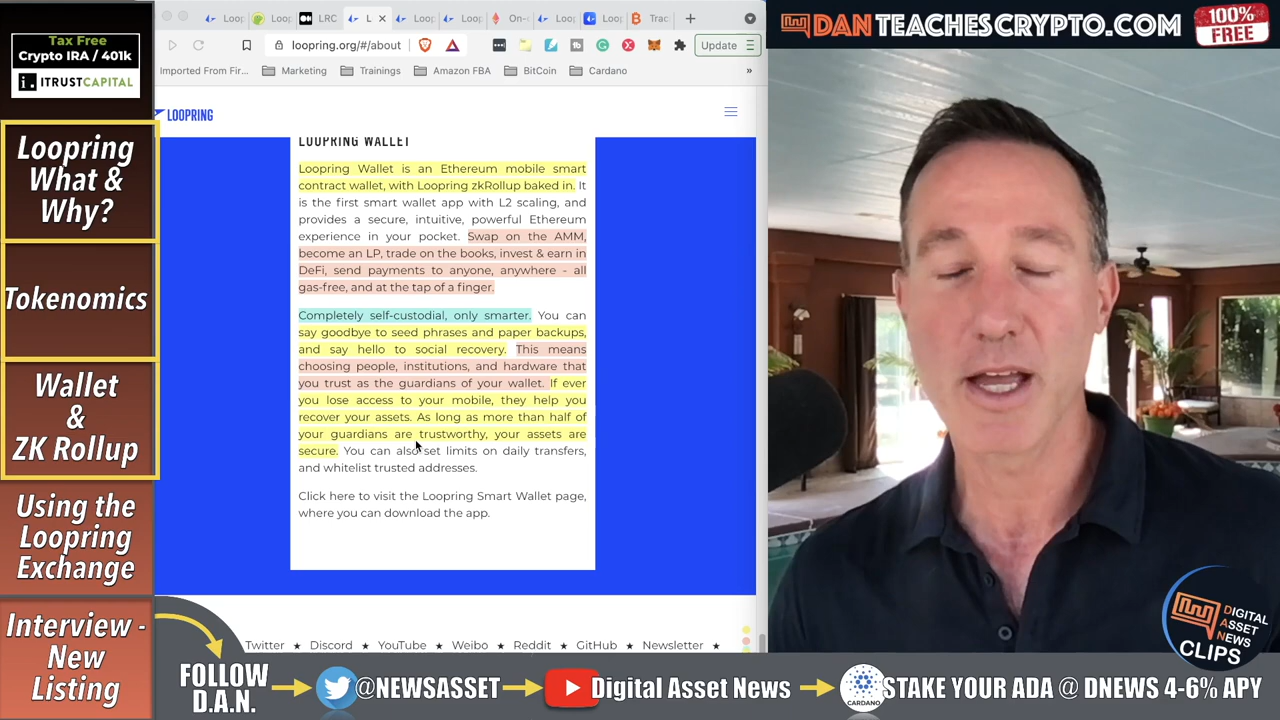 Tax Free
Crypto IRA / 401k
i. ITRUSTCAPITAL
Loopring
What &
Why?
Tokenomics
Wallet
&
ZK Rollup
Using the
Loopring
Exchange
Interview -
New
Listing
Loop
Loop
LRC
L
Loop
Loop
On-c
Loop
Loop
Trac
loopring.org/#/about
Update
Imported From Fir...
Marketing
Trainings
Amazon FBA
BitCoin
Cardano
»
LOOPRING
LOOPRING WALLET
Loopring Wallet is an Ethereum mobile smart
contract wallet, with Loopring zkRollup baked in. It
is the first smart wallet app with L2 scaling, and
provides a secure, intuitive, powerful Ethereum
experience in your pocket. Swap on the AMM,
become an LP, trade on the books, invest & earn in
DeFi, send payments to anyone, anywhere - all
gas-free, and at the tap of a finger.
Completely self-custodial, only smarter. You can
say goodbye to seed phrases and paper backups,
and say hello to social recovery. This means
choosing people, institutions, and hardware that
you trust as the guardians of your wallet. If ever
you lose access to your mobile, they help you
recover your assets. As long as more than half of
your guardians are trustworthy, your assets are
secure. You can also set limits on daily transfers,
and whitelist trusted addresses.
Click here to visit the Loopring Smart Wallet page,
where you can download the app.
Twitter ★ Discord ★ YouTube ★ Weibo ★ Reddit ★ GitHub ★ Newsletter ★
DANTEACHESCRYPTO.COM
100%
FREE
DIGITAL
ASSET
NEWS
CLIPS
FOLLOW
D.A.N.
@NEWSASSET
Digital Asset News
CARDANO
STAKE YOUR ADA @ DNEWS 4-6% APY